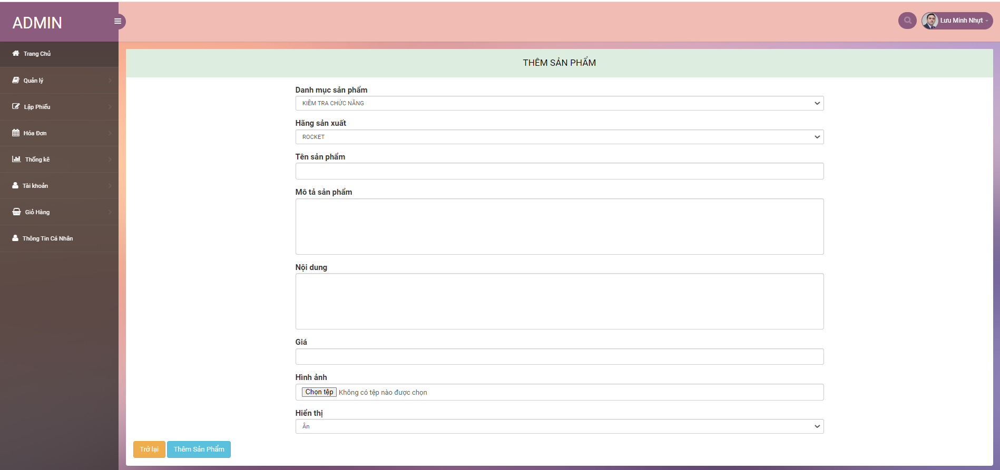 ADMIN
Lưu Minh Nhựt
Trang Chủ
Quản lý
Lập Phiếu
Hóa Đơn
Thống kê
Tài khoản
Giỏ Hàng
Thông Tin Cá Nhân
THÊM SẢN PHẨM
Danh mục sản phẩm
KIỂM TRA CHỨC NĂNG
Hãng sản xuất
ROCKET
Tên sản phẩm
Mô tả sản phẩm
Nội dung
Giá
Hình ảnh
Chọn tệp Không có tệp nào được chọn
Hiển thị
Ẩn
Trở lại
Thêm Sản Phẩm